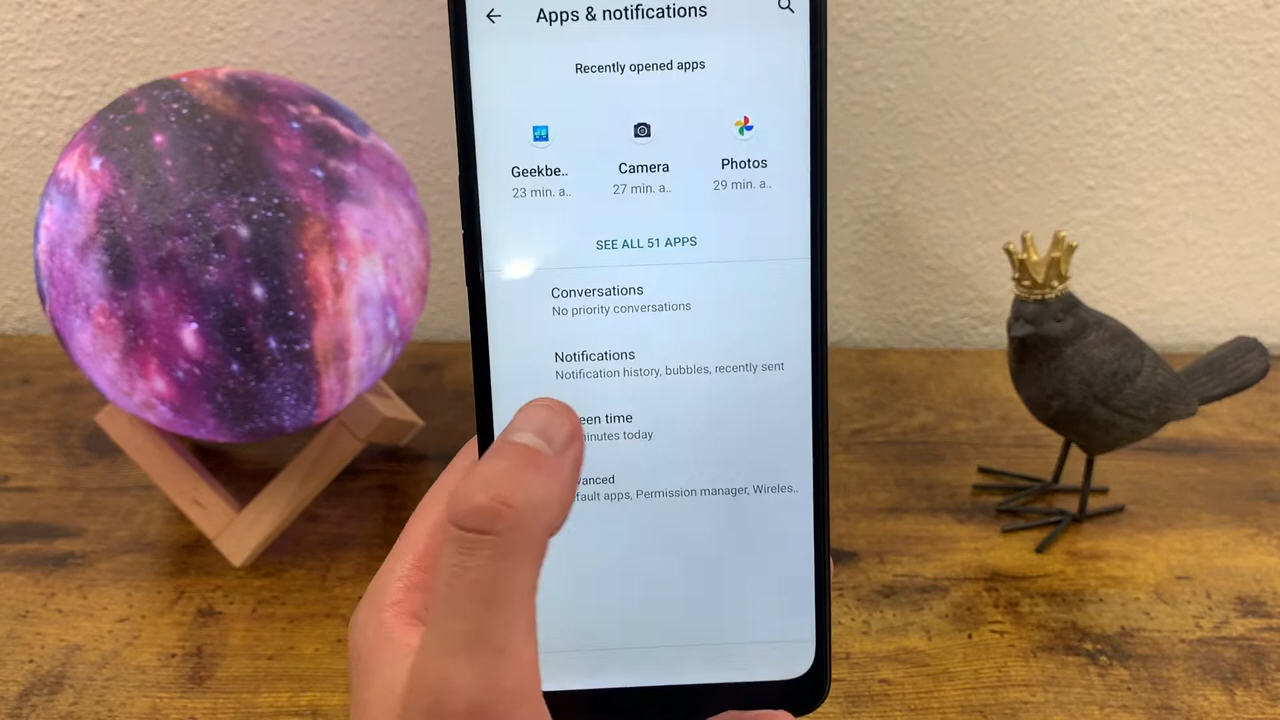 Apps & notifications
Recently opened apps
Geekbe..
Camera
Photos
23 min. a..
27 min. a..
29 min. a..
SEE ALL 51 APPS
Conversations
No priority conversations
Notifications
Notification history, bubbles, recently sent
een time
inutes today
vanced
fault apps, Permission manager, Wireles..